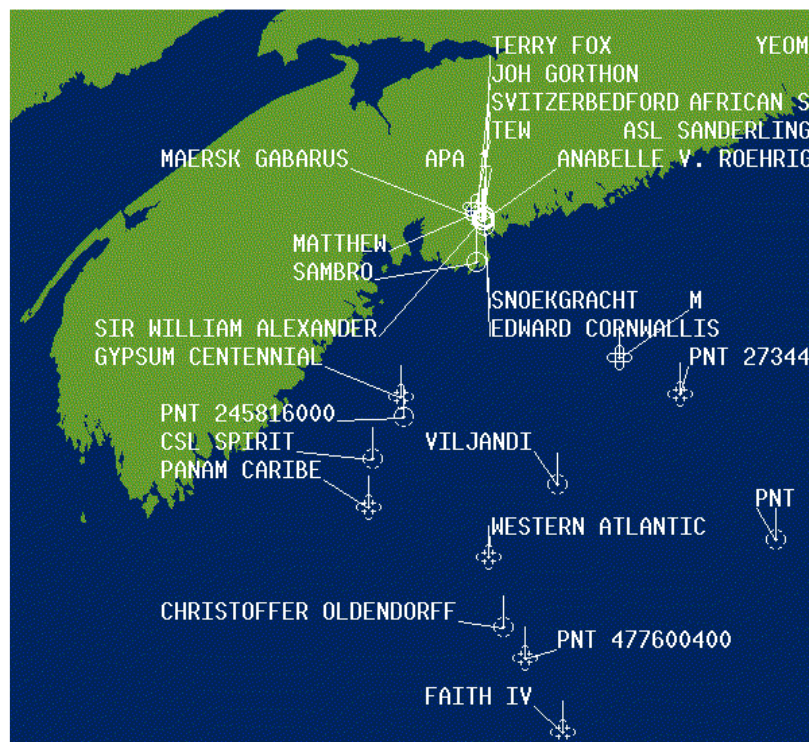 TERRY FOX YEOM
JOH GORTHON
SVITZERBEDFORD AFRICAN S
TEW ASL SANDERLING
MAERSK GABARUS APA I ANABELLE V. ROEHRIG
MATTHEW
SAMBRO
SNOEKGRACHT M
SIR WILLIAM ALEXANDER EDWARD CORNWALLIS
GYPSUM CENTENNIAL PNT 27344
PNT 245816000
CSL SPIRIT VILJANDI
PANAM CARIBE
PNT
WESTERN ATLANTIC
CHRISTOFFER OLDENDORFF
PNT 477600400
FAITH IV